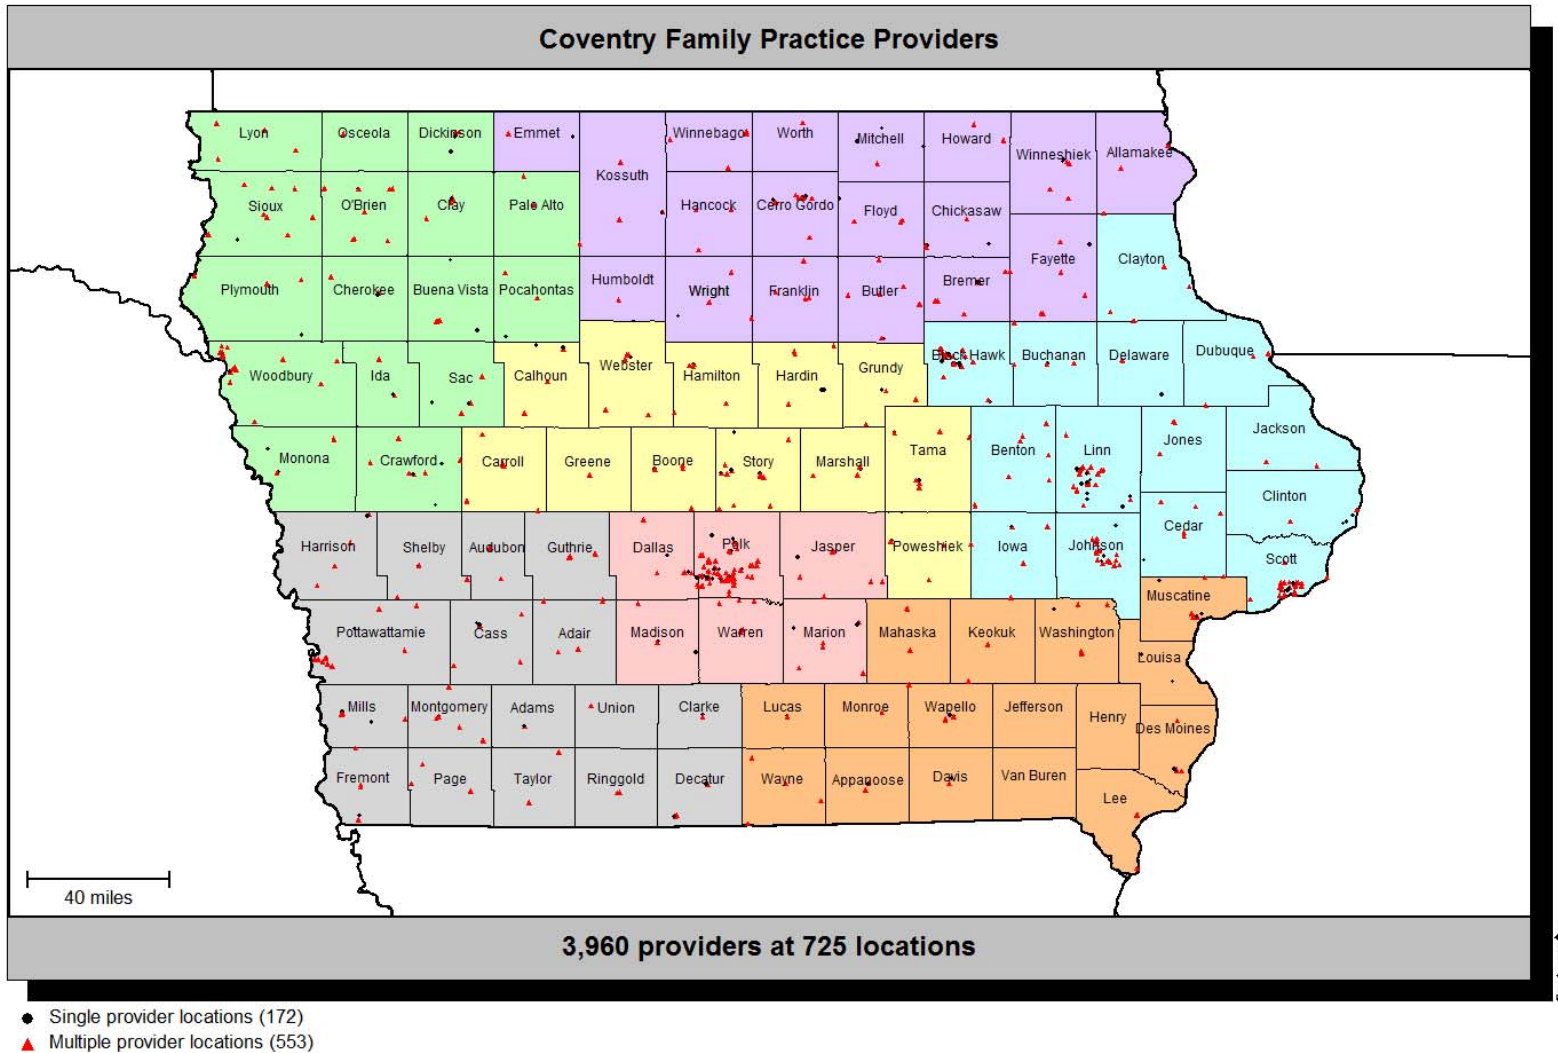 Coventry Family Practice Providers
Lyon Osceola Dickinson Emmet Winnebago Worth Mitchell Howard Winneshiek Allamakee
Kossuth
Sioux O'Brien Clay Palo Alto Hancock Cerro Gordo Floyd Chickasaw
Fayette Clayton
Plymouth Cherokee Buena Vista Pocahontas Humboldt Wright Franklin Butler Bremer
Woodbury Ida Sac Calhoun Webster Hamilton Hardin Grundy Black Hawk Buchanan Delaware Dubuque
Monona Crawford Carroll Greene Boone Story Marshall Tama Benton Linn Jones Jackson
Clinton
Harrison Shelby Audubon Guthrie Dallas Polk Jasper Poweshiek Iowa Johnson Cedar Scott
Muscatine
Pottawattamie Cass Adair Madison Warren Marion Mahaska Keokuk Washington
Louisa
Mills Montgomery Adams Union Clarke Lucas Monroe Wapello Jefferson Henry Des Moines
Fremont Page Taylor Ringgold Decatur Wayne Appanoose Davis Van Buren
Lee
40 miles
3,960 providers at 725 locations
Single provider locations (172)
Multiple provider locations (553)